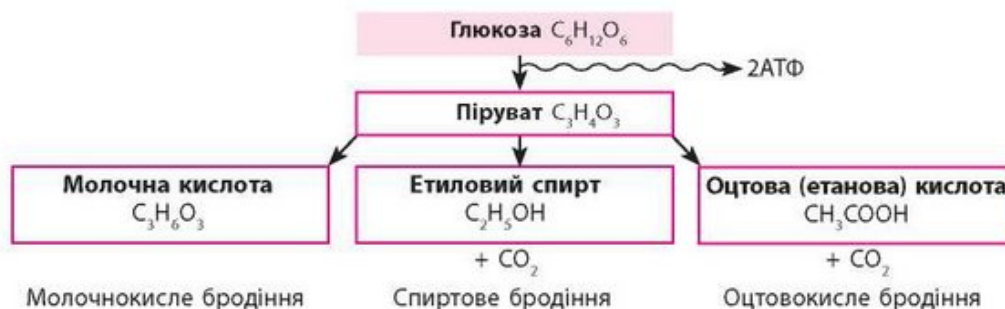 Глюкоза C₆H₁₂O₆
2АТФ
Піруват C₃H₄O₃
Молочна кислота
C₃H₆O₃
Етиловий спирт
C₂H₅OH
+ CO₂
Оцтова (етанова) кислота
CH₃COOH
+ CO₂
Молочнокисле бродіння
Спиртове бродіння
Оцтовокисле бродіння